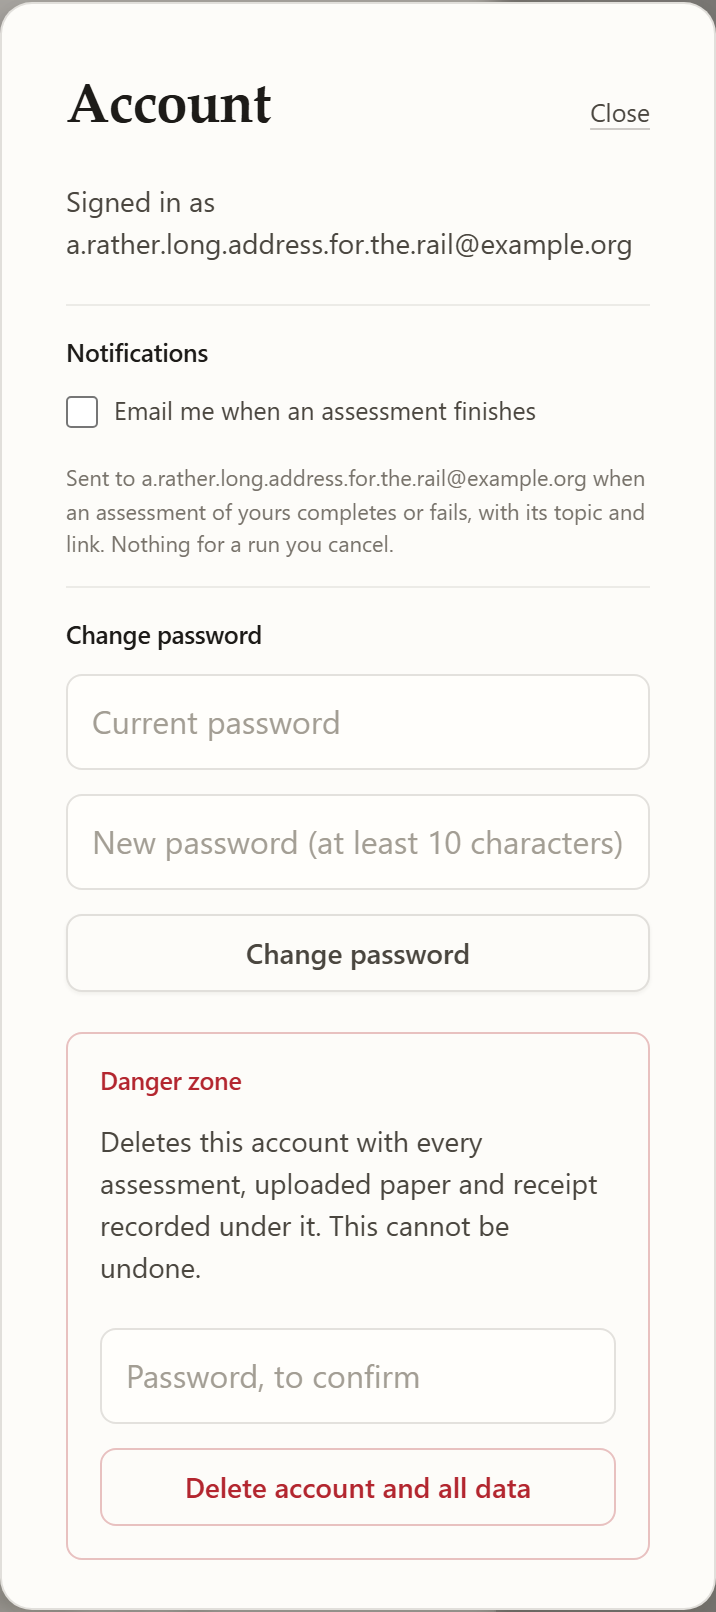 Account
Close
Signed in as
a.rather.long.address.for.the.rail@example.org
Notifications
Email me when an assessment finishes
Sent to a.rather.long.address.for.the.rail@example.org when
an assessment of yours completes or fails, with its topic and
link. Nothing for a run you cancel.
Change password
Current password
New password (at least 10 characters)
Change password
Danger zone
Deletes this account with every
assessment, uploaded paper and receipt
recorded under it. This cannot be
undone.
Password, to confirm
Delete account and all data